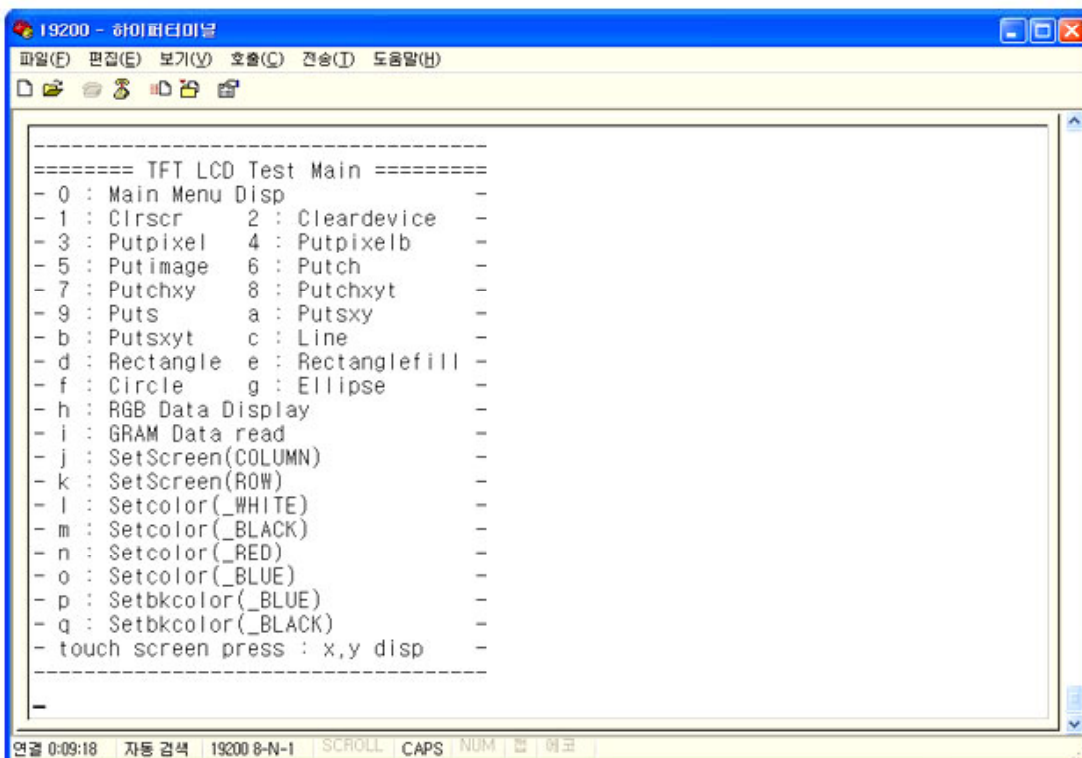 19200 - 하이퍼터미널
파일(F) 편집(E) 보기(V) 호출(C) 전송(T) 도움말(H)
------------------------------------
======== TFT LCD Test Main =========
- 0 : Main Menu Disp -
- 1 : Clrscr 2 : Cleardevice -
- 3 : Putpixel 4 : Putpixelb -
- 5 : Putimage 6 : Putch -
- 7 : Putchxy 8 : Putchxyt -
- 9 : Puts a : Putsxy -
- b : Putsxyt c : Line -
- d : Rectangle e : Rectanglefill -
- f : Circle g : Ellipse -
- h : RGB Data Display -
- i : GRAM Data read -
- j : SetScreen(COLUMN) -
- k : SetScreen(ROW) -
- l : Setcolor(_WHITE) -
- m : Setcolor(_BLACK) -
- n : Setcolor(_RED) -
- o : Setcolor(_BLUE) -
- p : Setbkcolor(_BLUE) -
- q : Setbkcolor(_BLACK) -
- touch screen press : x,y disp -
------------------------------------
연결 0:09:18 자동 검색 19200 8-N-1 SCROLL CAPS NUM 캡 에코